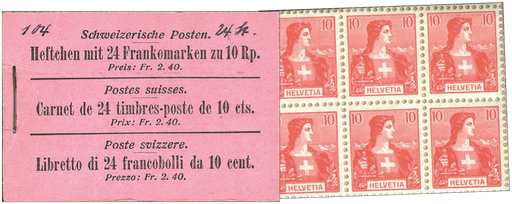 104
Schweizerische Posten.
Heftchen mit 24 Frankomarken zu 10 Rp.
Preis: Fr. 2.40.
Postes suisses.
Carnet de 24 timbres-poste de 10 cts.
Prix: Fr. 2.40.
Poste svizzere.
Libretto di 24 francobolli da 10 cent.
Prezzo: Fr. 2.40.
10 10 10
HELVETIA HELVETIA HELVETIA
10 10 10
HELVETIA HELVETIA HELVETIA